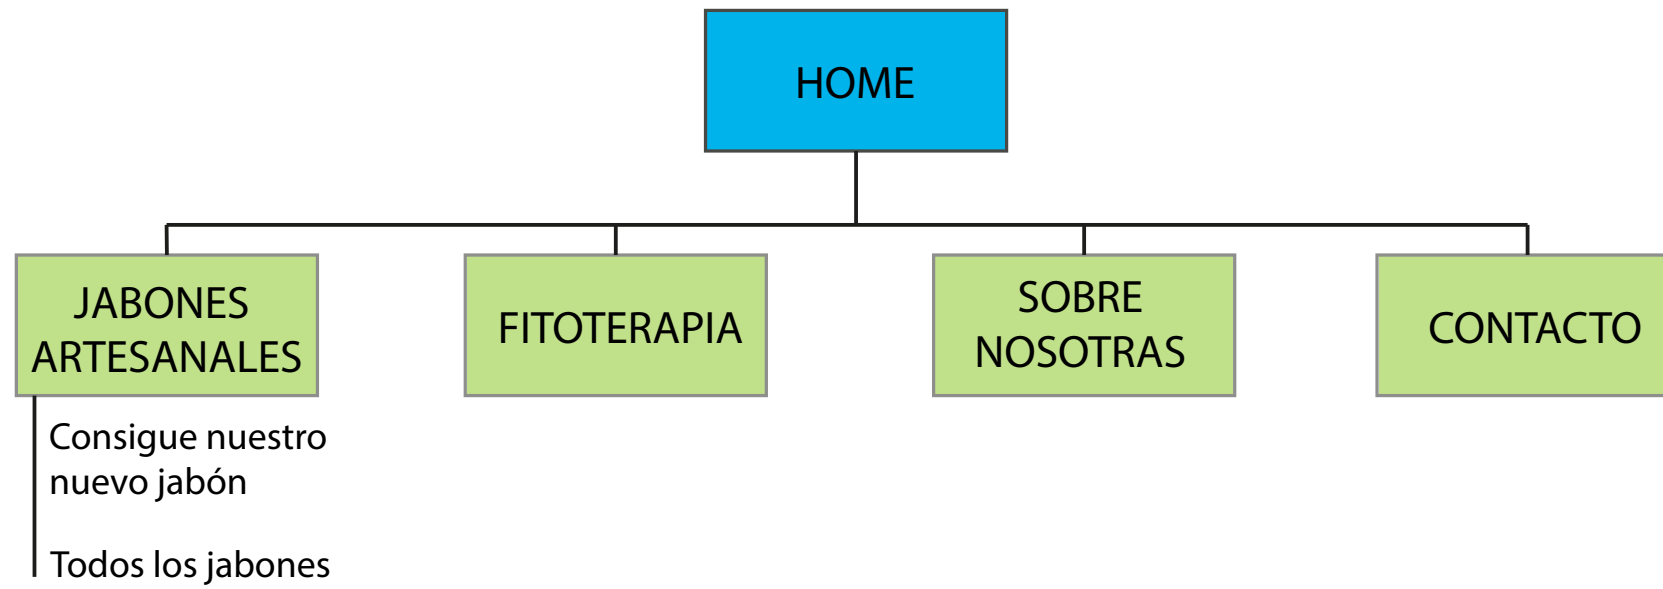 HOME
JABONES
ARTESANALES
FITOTERAPIA
SOBRE
NOSOTRAS
CONTACTO
Consigue nuestro
nuevo jabón
Todos los jabones